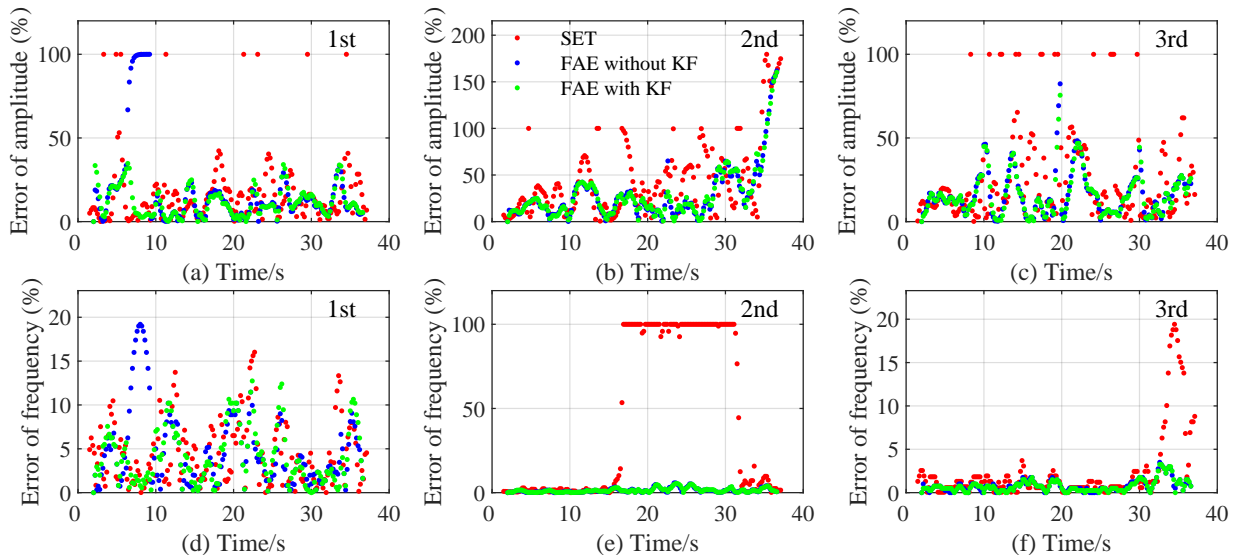 Error of amplitude (%)
100
50
0
0 10 20 30 40
1st
(a) Time/s
Error of amplitude (%)
200
150
100
50
0
0 10 20 30 40
2nd
SET
FAE without KF
FAE with KF
(b) Time/s
Error of amplitude (%)
100
50
0
0 10 20 30 40
3rd
(c) Time/s
Error of frequency (%)
20
15
10
5
0
0 10 20 30 40
1st
(d) Time/s
Error of frequency (%)
100
50
0
0 10 20 30 40
2nd
(e) Time/s
Error of frequency (%)
20
15
10
5
0
0 10 20 30 40
3rd
(f) Time/s